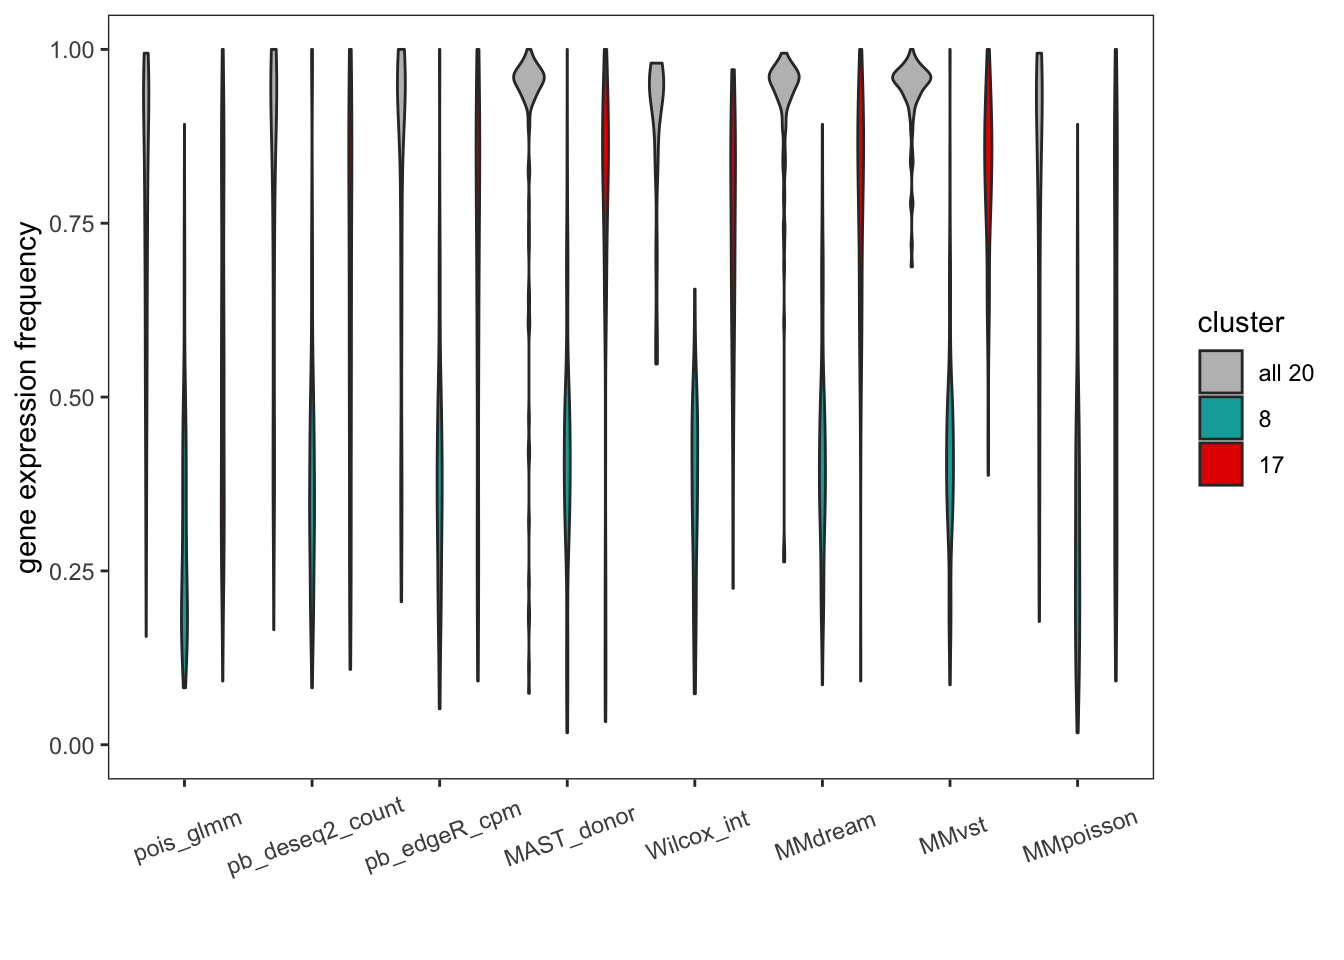 gene expression frequency
1.00
0.75
0.50
0.25
0.00
pois_glmm
pb_deseq2_count
pb_edgeR_cpm
MAST_donor
Wilcox_int
MMdream
MMvst
MMpoisson
cluster
all 20
8
17